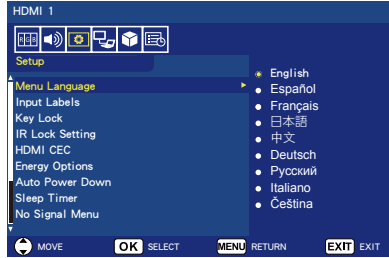 HDMI 1
Setup
Menu Language
Input Labels
Key Lock
IR Lock Setting
HDMI CEC
Energy Options
Auto Power Down
Sleep Timer
No Signal Menu
English
Español
Français
日本語
中文
Deutsch
Русский
Italiano
Čeština
MOVE OK SELECT MENU RETURN EXIT EXIT